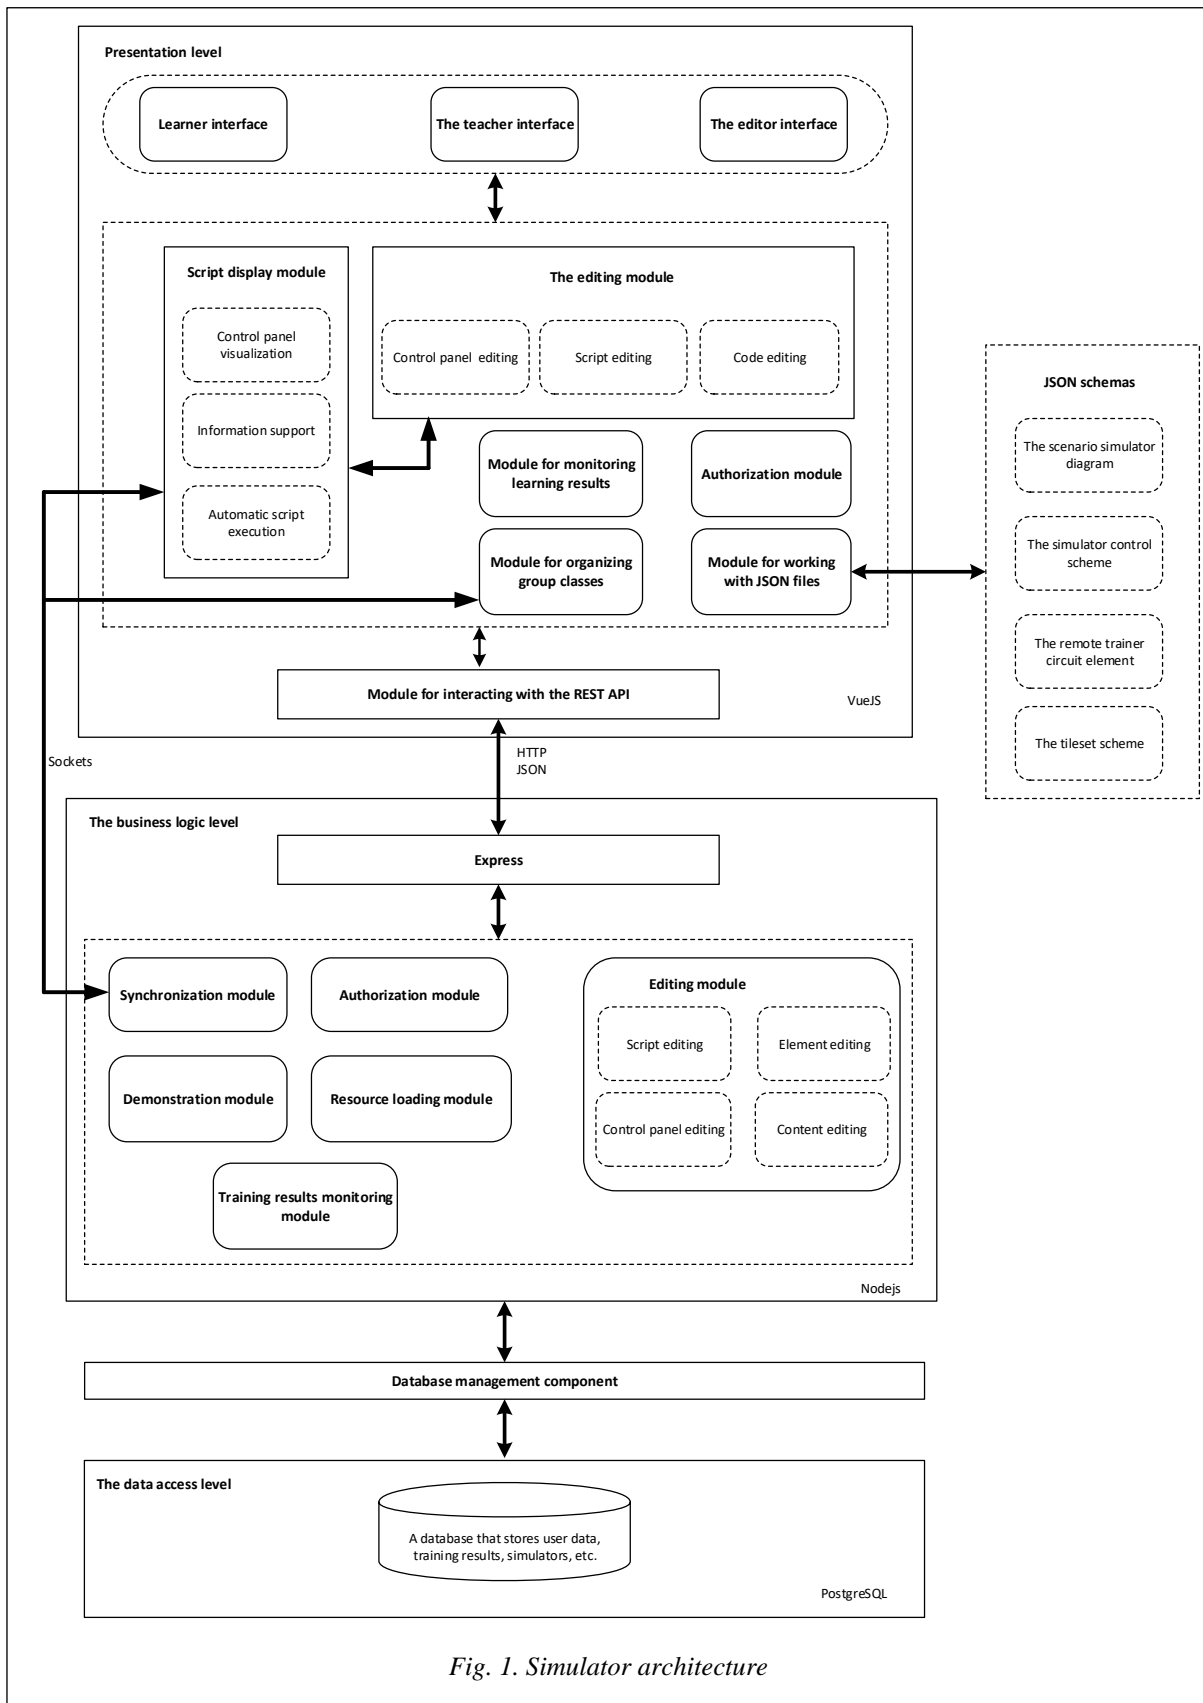 Presentation level
Learner interface
The teacher interface
The editor interface
Script display module
Control panel
visualization
Information support
Automatic script
execution
The editing module
Control panel editing
Script editing
Code editing
Module for monitoring
learning results
Authorization module
Module for organizing
group classes
Module for working
with JSON files
JSON schemas
The scenario simulator
diagram
The simulator control
scheme
The remote trainer
circuit element
The tileset scheme
Module for interacting with the REST API
VueJS
Sockets
HTTP
JSON
The business logic level
Express
Synchronization module
Authorization module
Demonstration module
Resource loading module
Training results monitoring
module
Editing module
Script editing
Element editing
Control panel editing
Content editing
Nodejs
Database management component
The data access level
A database that stores user data,
training results, simulators, etc.
PostgreSQL
Fig. 1. Simulator architecture